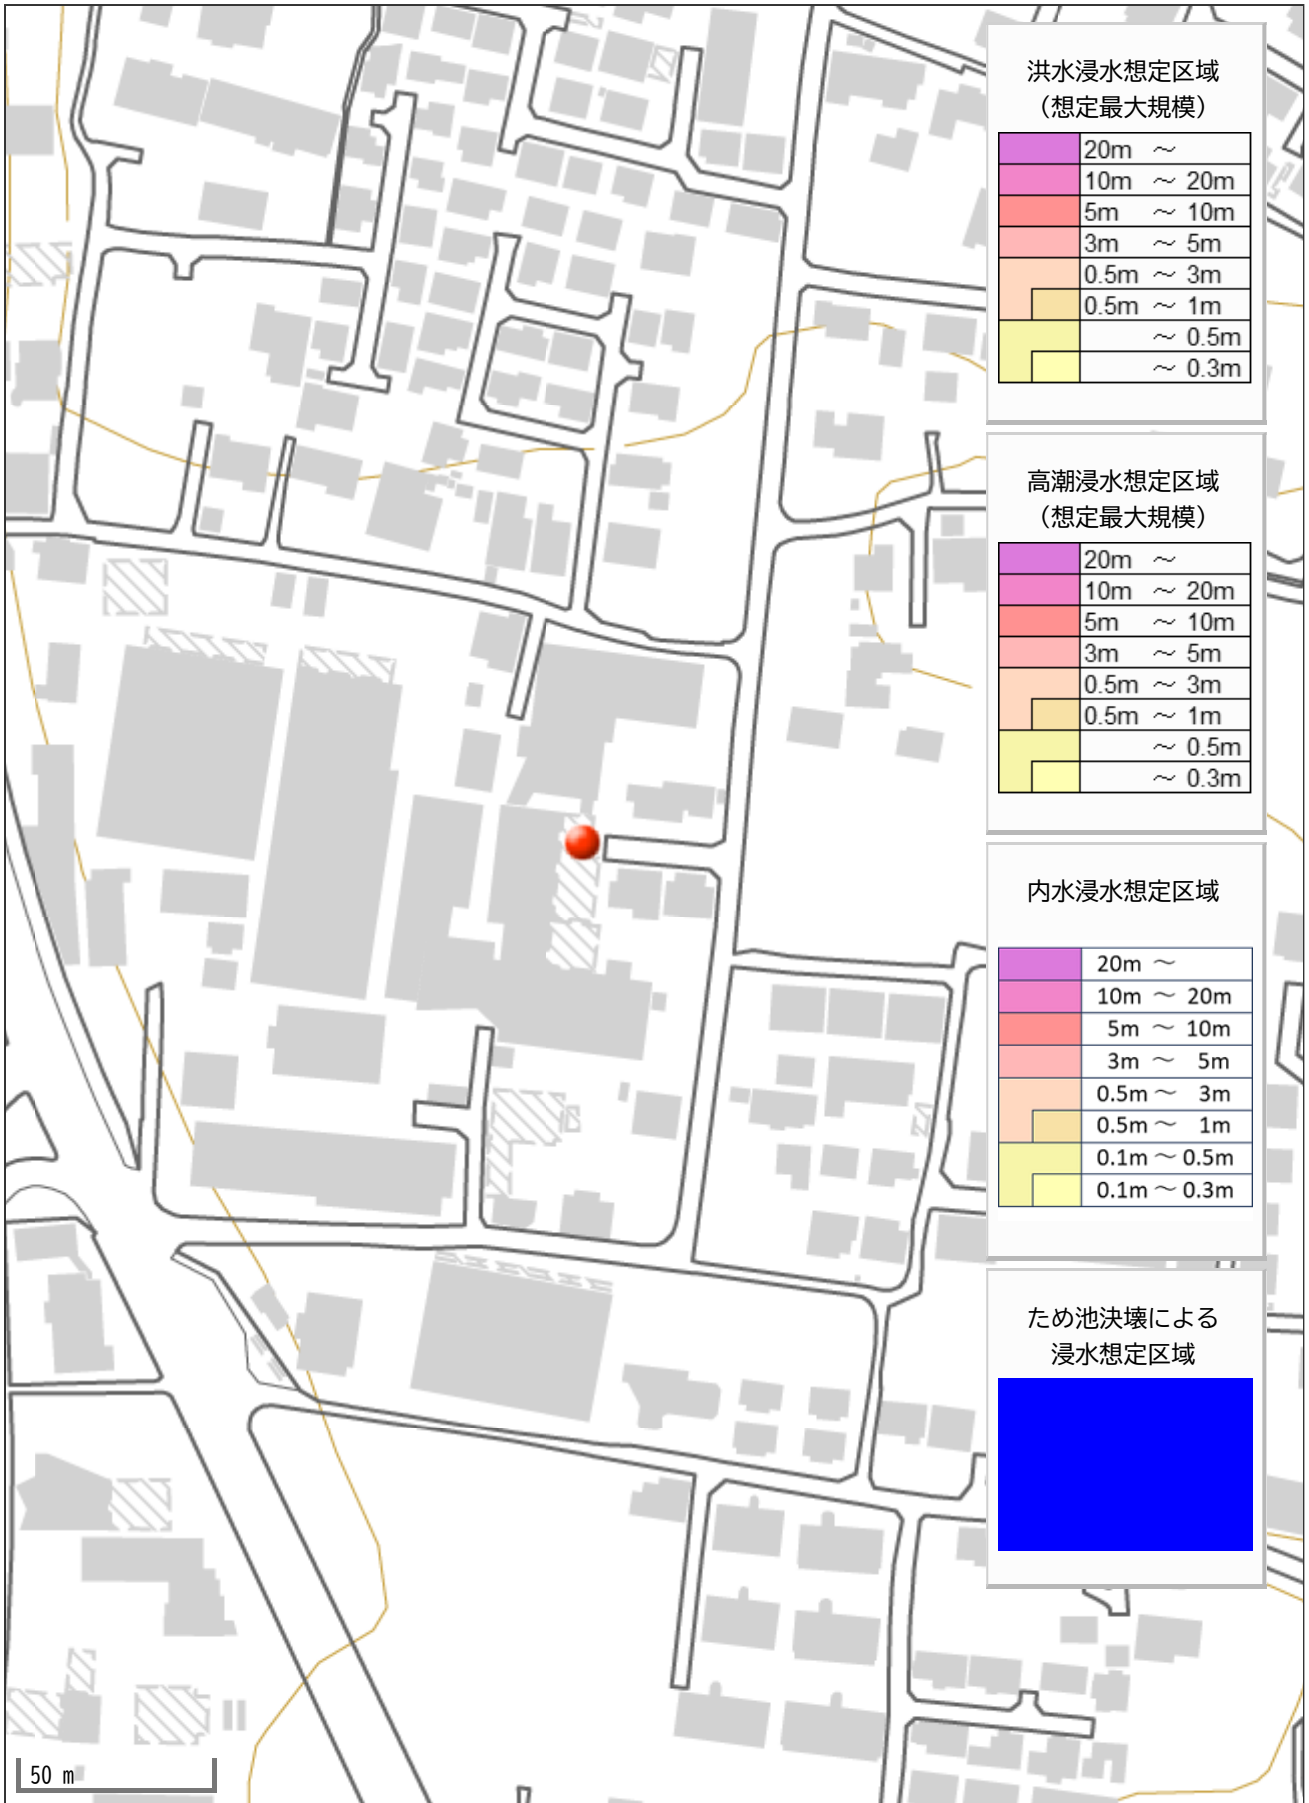 洪水浸水想定区域
（想定最大規模）
20m ～
10m ～ 20m
5m ～ 10m
3m ～ 5m
0.5m ～ 3m
0.5m ～ 1m
～ 0.5m
～ 0.3m
高潮浸水想定区域
（想定最大規模）
20m ～
10m ～ 20m
5m ～ 10m
3m ～ 5m
0.5m ～ 3m
0.5m ～ 1m
～ 0.5m
～ 0.3m
内水浸水想定区域
20m ～
10m ～ 20m
5m ～ 10m
3m ～ 5m
0.5m ～ 3m
0.5m ～ 1m
0.1m ～ 0.5m
0.1m ～ 0.3m
ため池決壊による
浸水想定区域
50 m